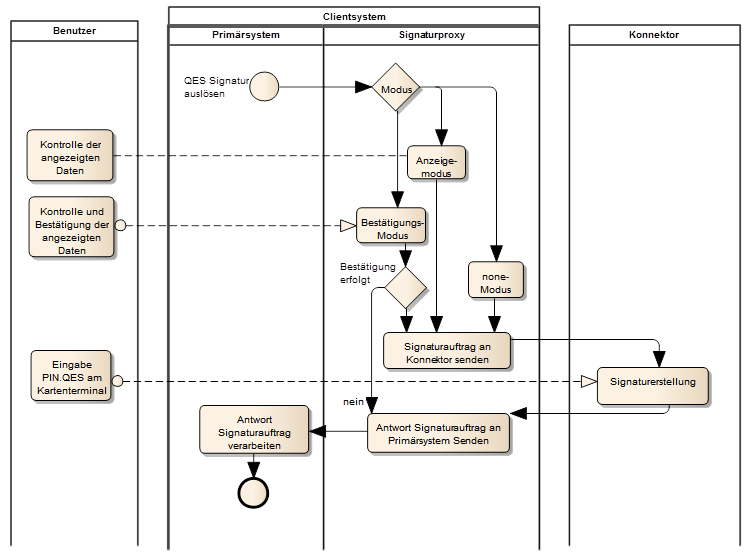 Clientsystem
Benutzer
Primärsystem
Signaturproxy
Konnektor
QES Signatur
auslösen
Modus
Kontrolle der
angezeigten
Daten
Anzeige-
modus
Kontrolle und
Bestätigung der
angezeigten
Daten
Bestätigungs-
Modus
Bestätigung
erfolgt
none-
Modus
Signaturauftrag an
Konnektor senden
Eingabe
PIN.QES am
Kartenterminal
Signaturerstellung
nein
Antwort
Signaturauftrag
verarbeiten
Antwort Signaturauftrag an
Primärsystem Senden